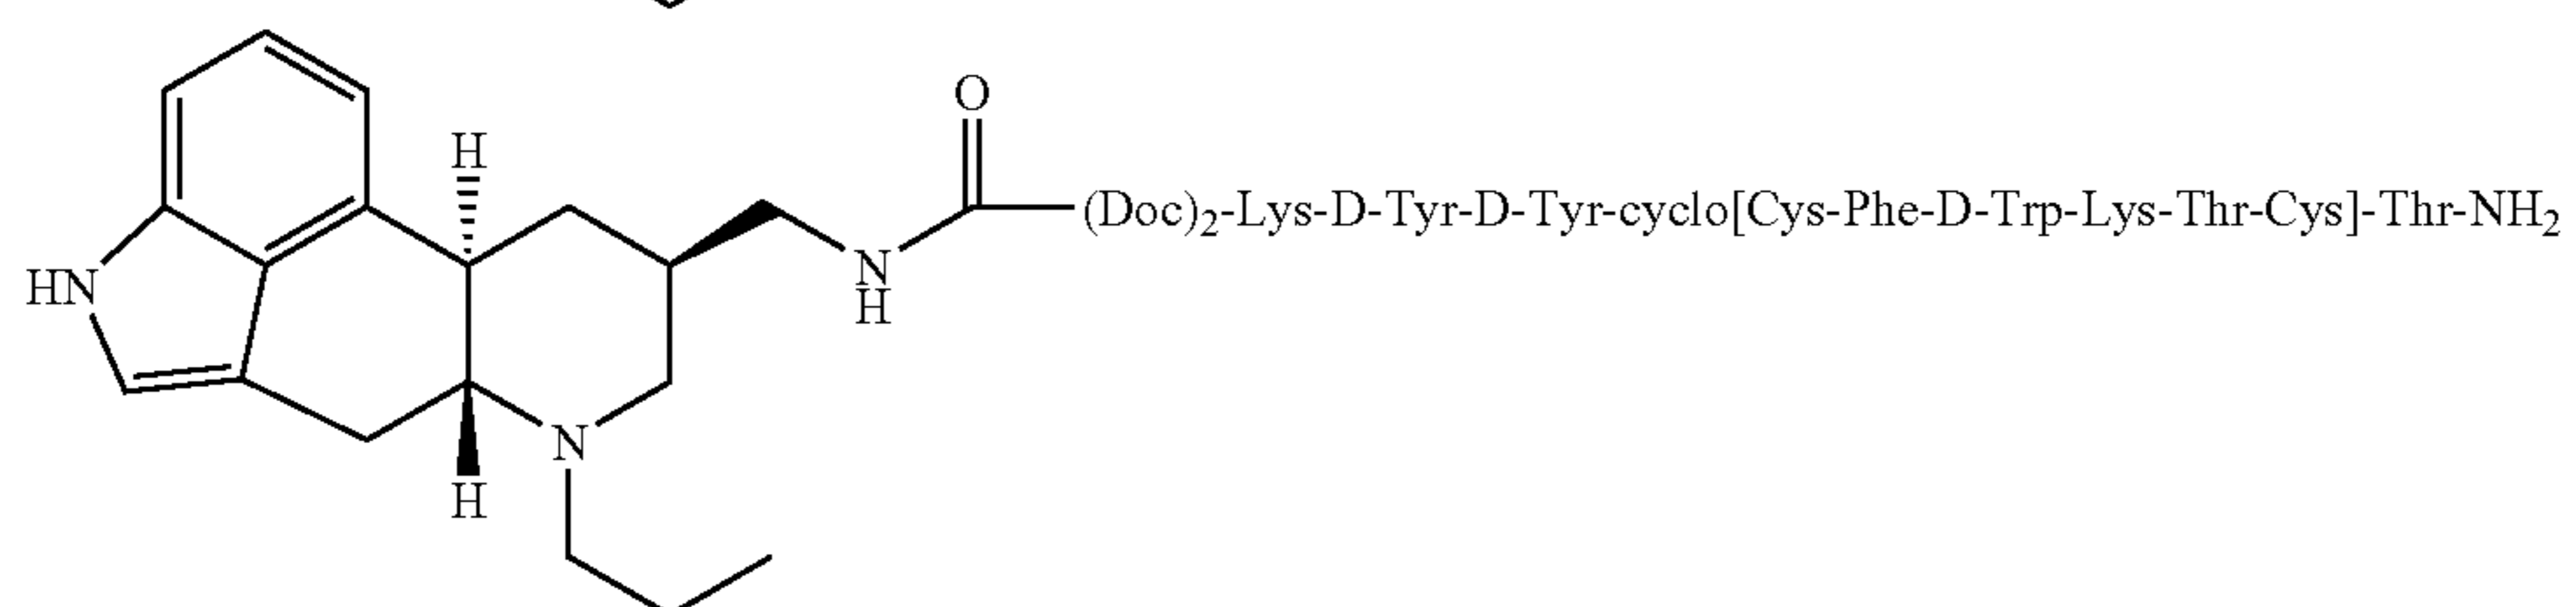 O
H
(Doc)₂-Lys-D-Tyr-D-Tyr-cyclo[Cys-Phe-D-Trp-Lys-Thr-Cys]-Thr-NH₂
HN
N
H
N
H